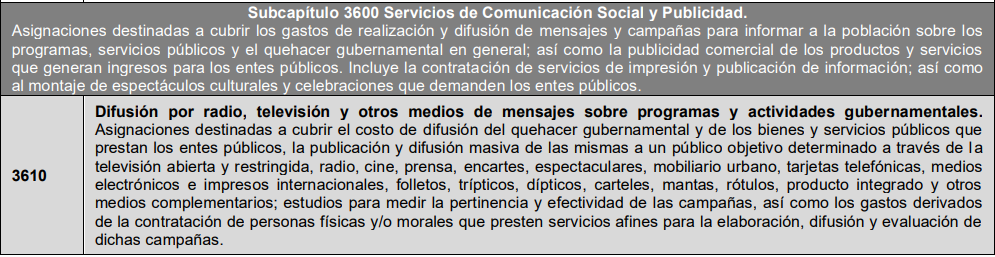 Subcapítulo 3600 Servicios de Comunicación Social y Publicidad.
Asignaciones destinadas a cubrir los gastos de realización y difusión de mensajes y campañas para informar a la población sobre los
programas, servicios públicos y el quehacer gubernamental en general; así como la publicidad comercial de los productos y servicios
que generan ingresos para los entes públicos. Incluye la contratación de servicios de impresión y publicación de información; así como
al montaje de espectáculos culturales y celebraciones que demanden los entes públicos.
Difusión por radio, televisión y otros medios de mensajes sobre programas y actividades gubernamentales.
Asignaciones destinadas a cubrir el costo de difusión del quehacer gubernamental y de los bienes y servicios públicos que
prestan los entes públicos, la publicación y difusión masiva de las mismas a un público objetivo determinado a través de la
televisión abierta y restringida, radio, cine, prensa, encartes, espectaculares, mobiliario urbano, tarjetas telefónicas, medios
3610
electrónicos e impresos internacionales, folletos, trípticos, dípticos, carteles, mantas, rótulos, producto integrado y otros
medios complementarios; estudios para medir la pertinencia y efectividad de las campañas, así como los gastos derivados
de la contratación de personas físicas y/o morales que presten servicios afines para la elaboración, difusión y evaluación de
dichas campañas.